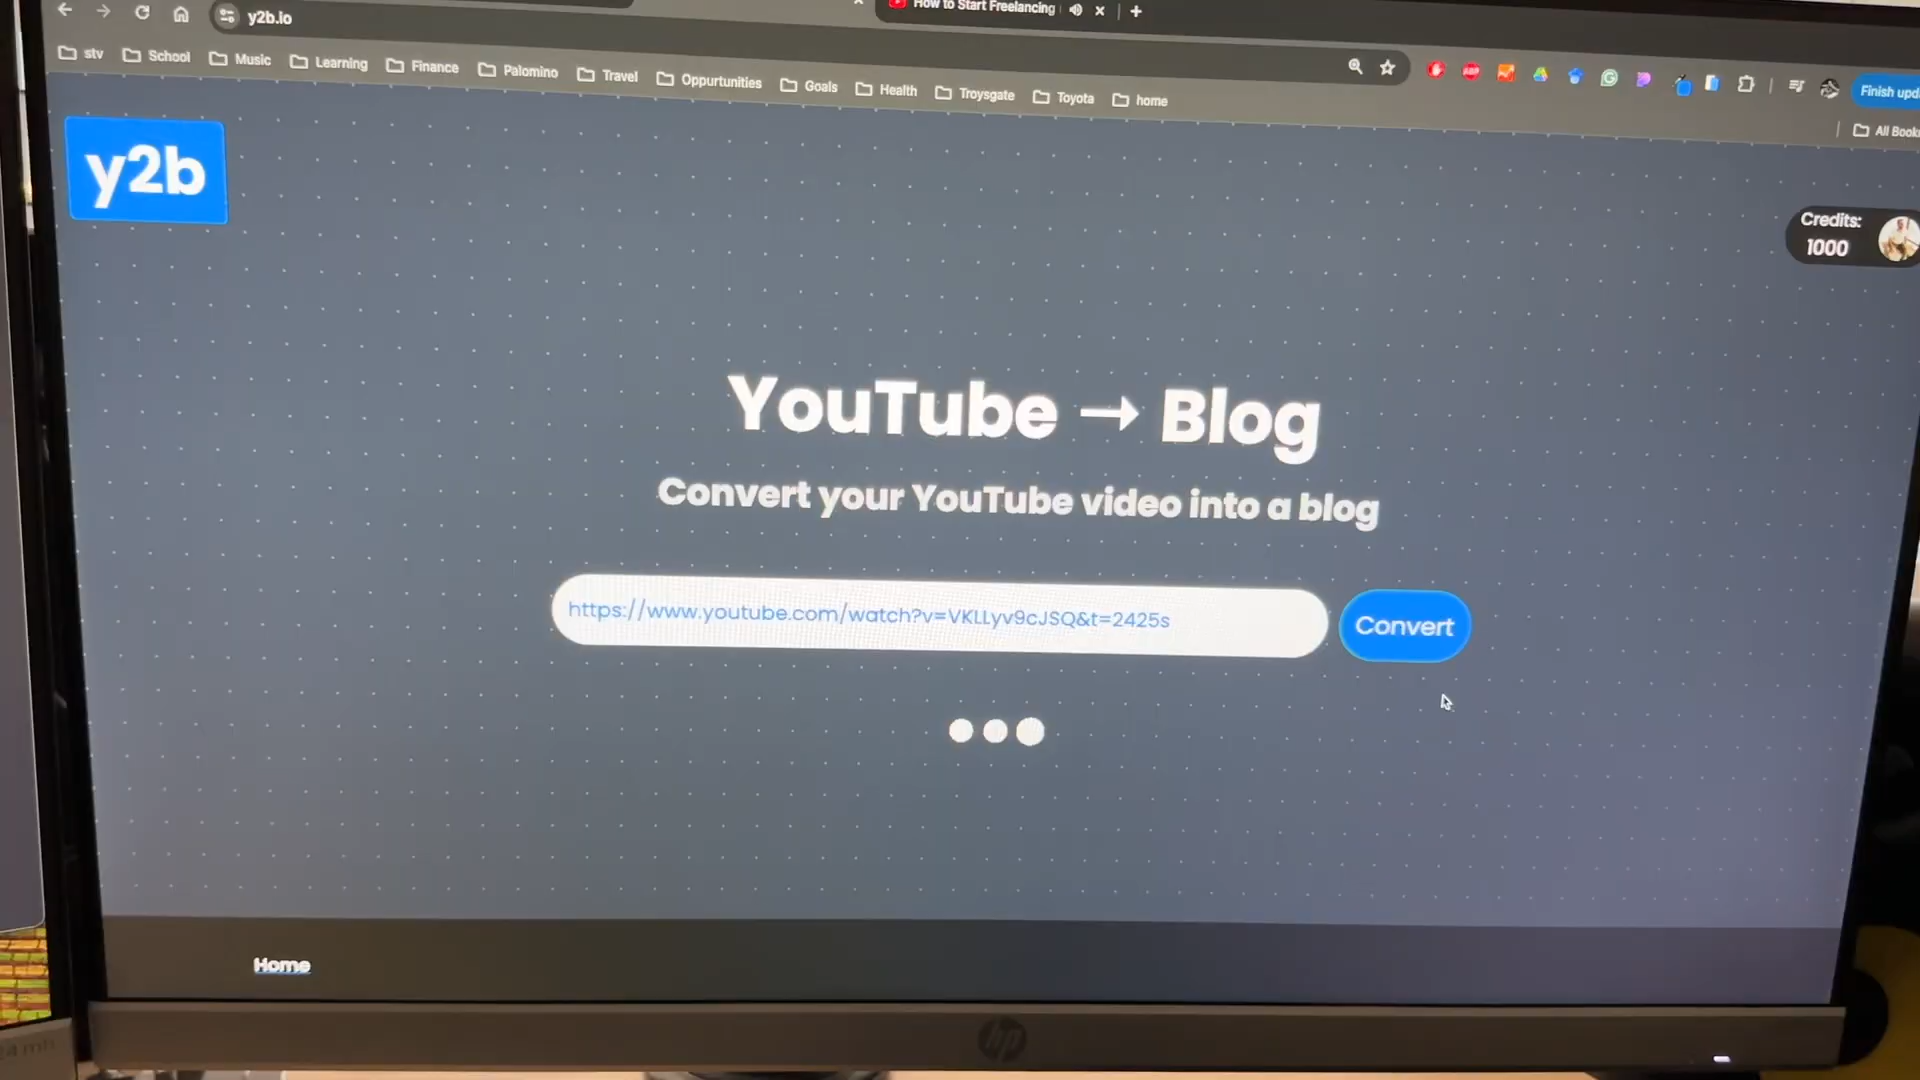 How to Start Freelancing
y2b.io
stv School Music Learning Finance Palomino Travel Oppurtunities Goals Health Troysgate Toyota home
Finish upd
All Book
y2b
Credits:
1000
YouTube → Blog
Convert your YouTube video into a blog
https://www.youtube.com/watch?v=VKLLyv9cJSQ&t=2425s
Convert
Home
hp